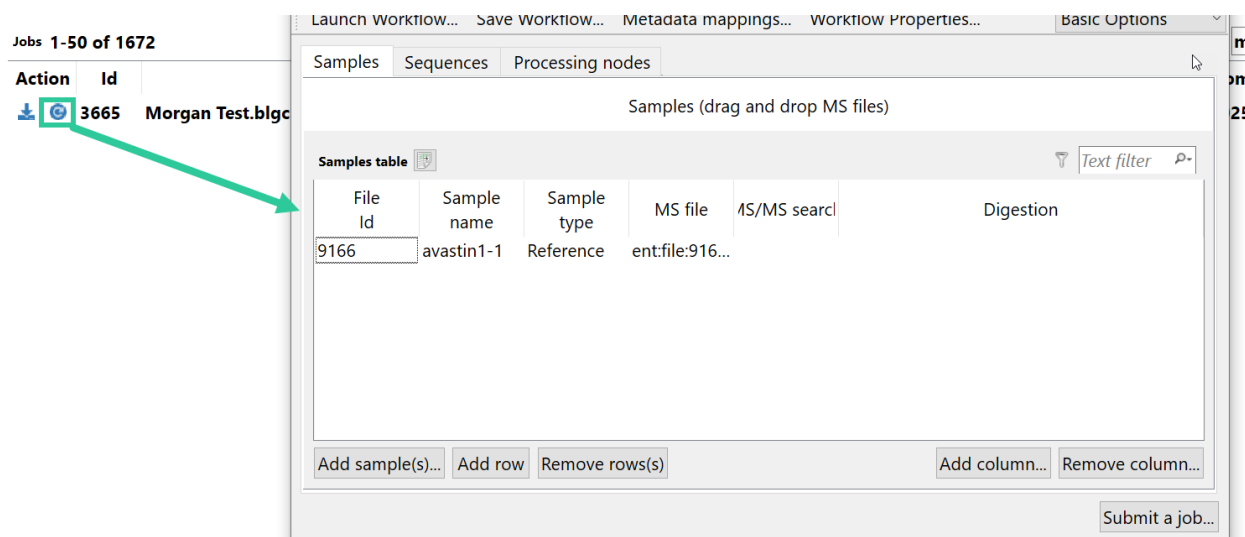 Launch Workflow... Save Workflow... Metadata mappings... Workflow Properties... Basic Options
Jobs 1-50 of 1672
Samples Sequences Processing nodes
Action Id
Samples (drag and drop MS files)
3665 Morgan Test.blgc
Samples table Text filter
File Id Sample name Sample type MS file MS/MS searcl Digestion
9166 avastin1-1 Reference ent:file:916...
Add sample(s)... Add row Remove rows(s) Add column... Remove column...
Submit a job...